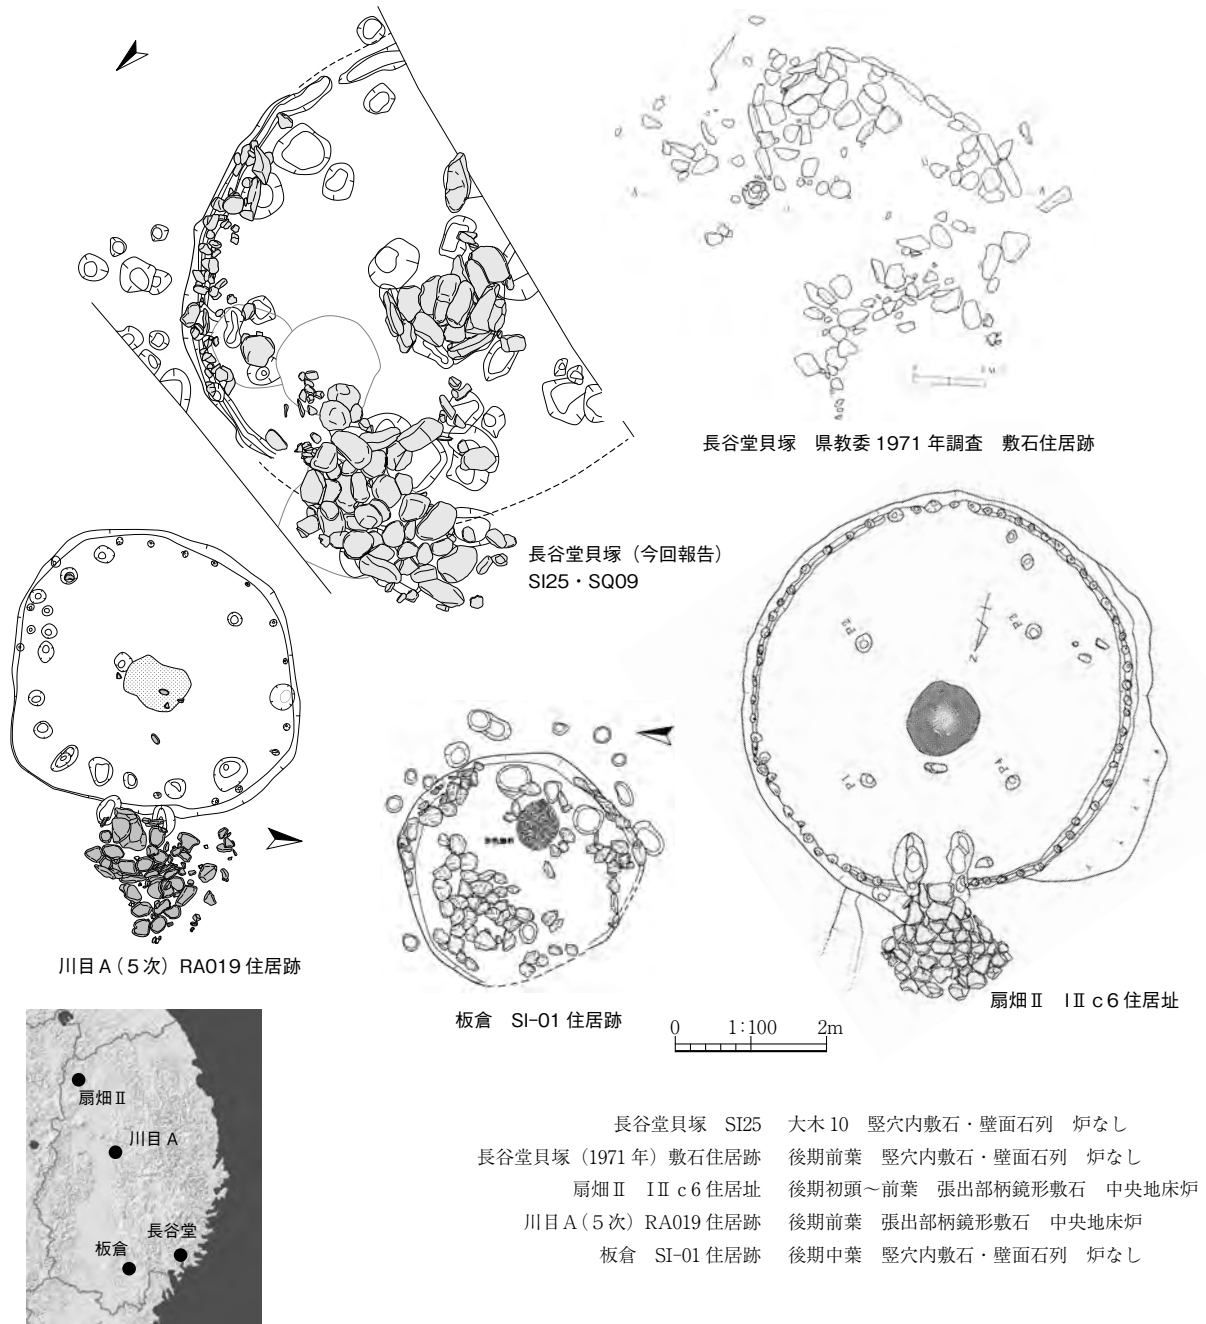 長谷堂貝塚 県教委 1971 年調査 敷石住居跡
長谷堂貝塚（今回報告）
SI25・SQ09
P2
P3
N
P1
P4
川目 A（５次）RA019 住居跡
板倉 SI-01 住居跡
扇畑Ⅱ ⅠⅡ c 6 住居址
0 1:100 2m
扇畑Ⅱ
川目 A
長谷堂
板倉
長谷堂貝塚 SI25 大木 10 竪穴内敷石・壁面石列 炉なし
長谷堂貝塚（1971 年）敷石住居跡 後期前葉 竪穴内敷石・壁面石列 炉なし
扇畑Ⅱ ⅠⅡ c 6 住居址 後期初頭～前葉 張出部柄鏡形敷石 中央地床炉
川目 A（５次）RA019 住居跡 後期前葉 張出部柄鏡形敷石 中央地床炉
板倉 SI-01 住居跡 後期中葉 竪穴内敷石・壁面石列 炉なし